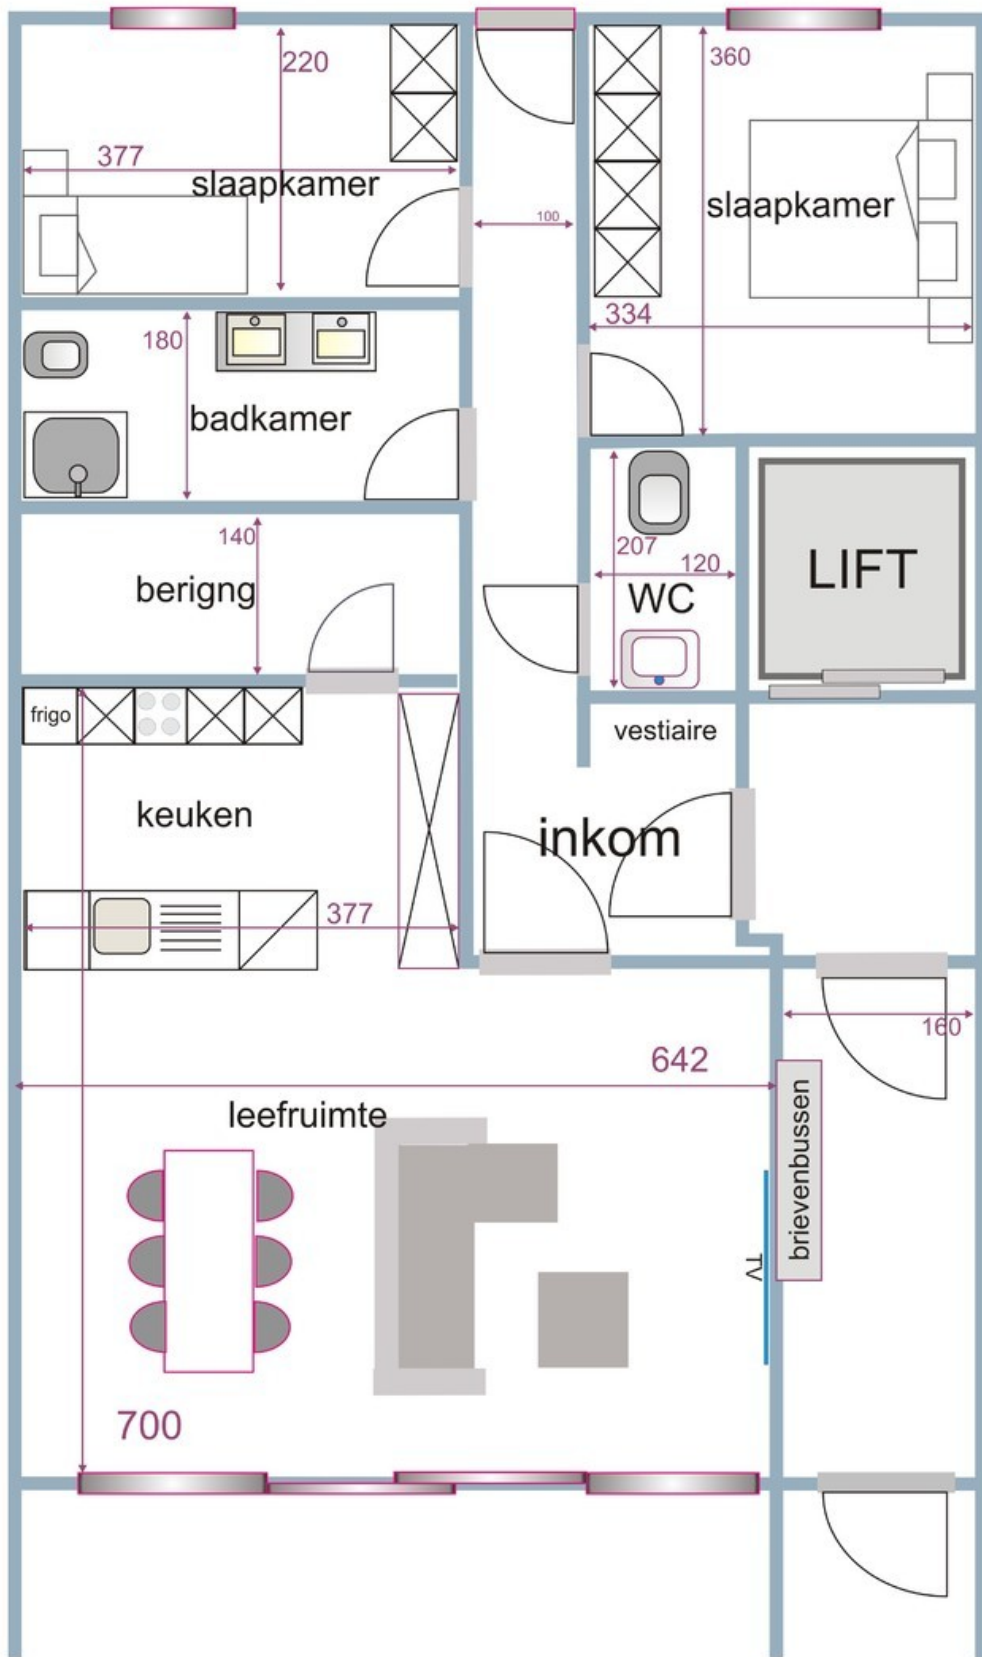 220
360
377
slaapkamer
slaapkamer
100
334
180
badkamer
140
207
120
LIFT
berigng
WC
frigo
vestiaire
keuken
inkom
377
160
642
leefruimte
brievenbussen
TV
700